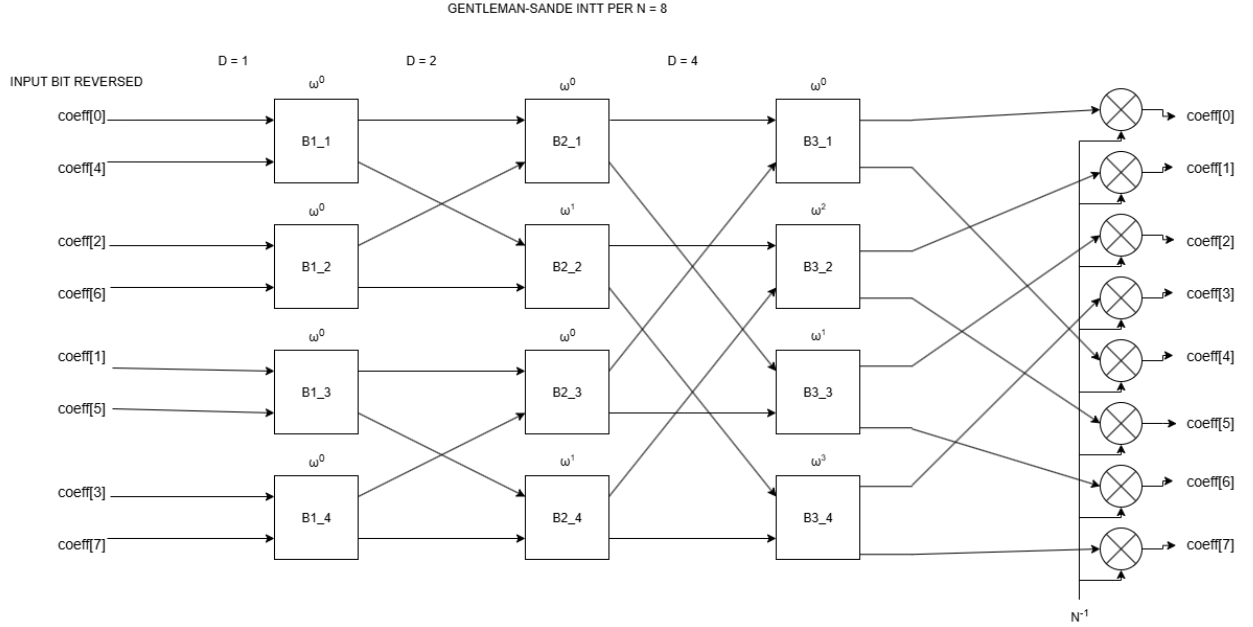 GENTLEMAN-SANDE INTT PER N = 8
D = 1
D = 2
D = 4
INPUT BIT REVERSED
ω⁰
ω⁰
ω⁰
coeff[0]
B1_1
B2_1
B3_1
coeff[0]
coeff[4]
coeff[1]
ω⁰
ω¹
ω²
coeff[2]
B1_2
B2_2
B3_2
coeff[2]
coeff[6]
coeff[3]
ω⁰
ω⁰
ω¹
coeff[1]
B1_3
B2_3
B3_3
coeff[4]
coeff[5]
coeff[5]
ω⁰
ω¹
ω³
coeff[3]
B1_4
B2_4
B3_4
coeff[6]
coeff[7]
coeff[7]
N⁻¹